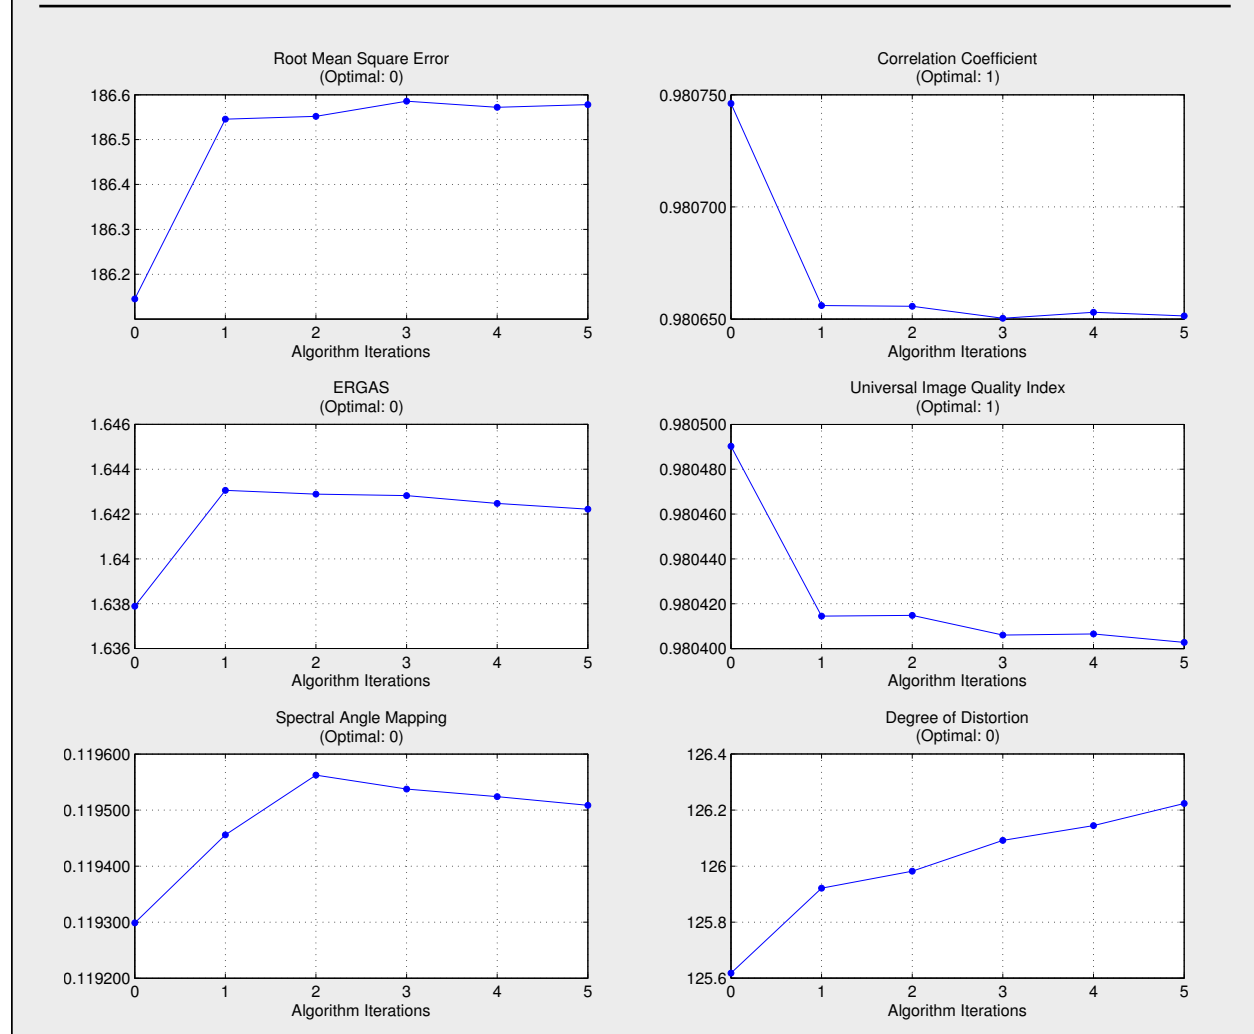 Root Mean Square Error
(Optimal: 0)
186.6
186.5
186.4
186.3
186.2
0 1 2 3 4 5
Algorithm Iterations
Correlation Coefficient
(Optimal: 1)
0.980750
0.980700
0.980650
0 1 2 3 4 5
Algorithm Iterations
ERGAS
(Optimal: 0)
1.646
1.644
1.642
1.64
1.638
1.636
0 1 2 3 4 5
Algorithm Iterations
Universal Image Quality Index
(Optimal: 1)
0.980500
0.980480
0.980460
0.980440
0.980420
0.980400
0 1 2 3 4 5
Algorithm Iterations
Spectral Angle Mapping
(Optimal: 0)
0.119600
0.119500
0.119400
0.119300
0.119200
0 1 2 3 4 5
Algorithm Iterations
Degree of Distortion
(Optimal: 0)
126.4
126.2
126
125.8
125.6
0 1 2 3 4 5
Algorithm Iterations